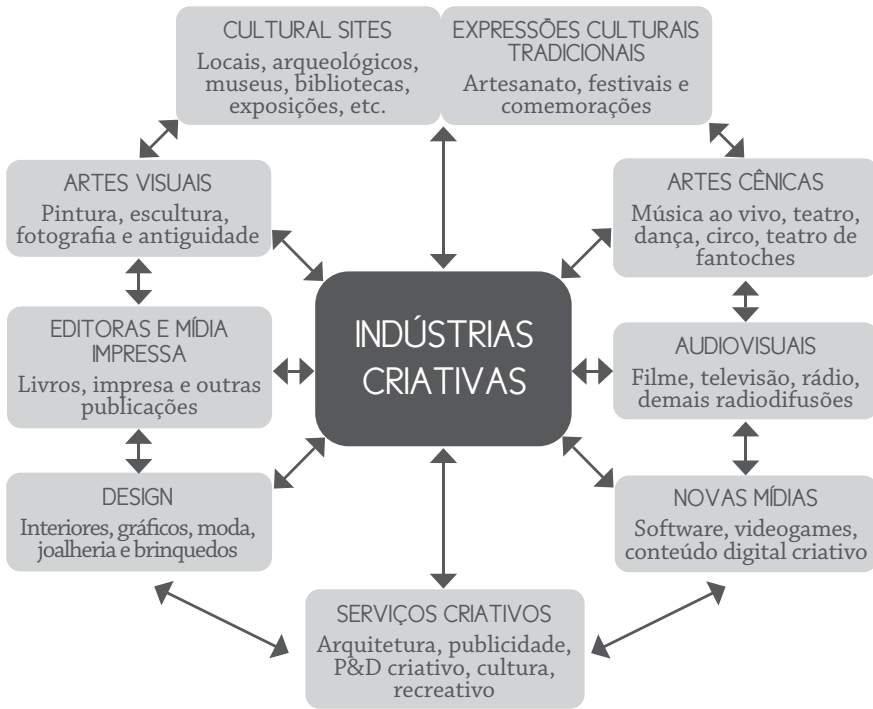 CULTURAL SITES
Locais, arqueológicos,
museus, bibliotecas,
exposições, etc.
EXPRESSÕES CULTURAIS
TRADICIONAIS
Artesanato, festivais e
comemorações
ARTES VISUAIS
Pintura, escultura,
fotografia e antiguidade
ARTES CÊNICAS
Música ao vivo, teatro,
dança, circo, teatro de
fantoches
INDÚSTRIAS
CRIATIVAS
EDITORAS E MÍDIA
IMPRESSA
Livros, impresa e outras
publicações
AUDIOVISUAIS
Filme, televisão, rádio,
demais radiodifusões
DESIGN
Interiores, gráficos, moda,
joalheria e brinquedos
NOVAS MÍDIAS
Software, videogames,
conteúdo digital criativo
SERVIÇOS CRIATIVOS
Arquitetura, publicidade,
P&D criativo, cultura,
recreativo